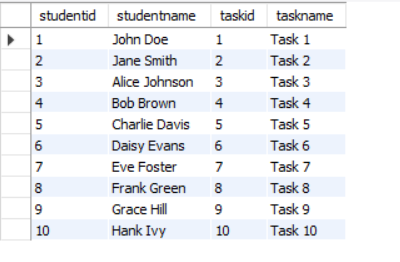 studentid studentname taskid taskname
1 John Doe 1 Task 1
2 Jane Smith 2 Task 2
3 Alice Johnson 3 Task 3
4 Bob Brown 4 Task 4
5 Charlie Davis 5 Task 5
6 Daisy Evans 6 Task 6
7 Eve Foster 7 Task 7
8 Frank Green 8 Task 8
9 Grace Hill 9 Task 9
10 Hank Ivy 10 Task 10